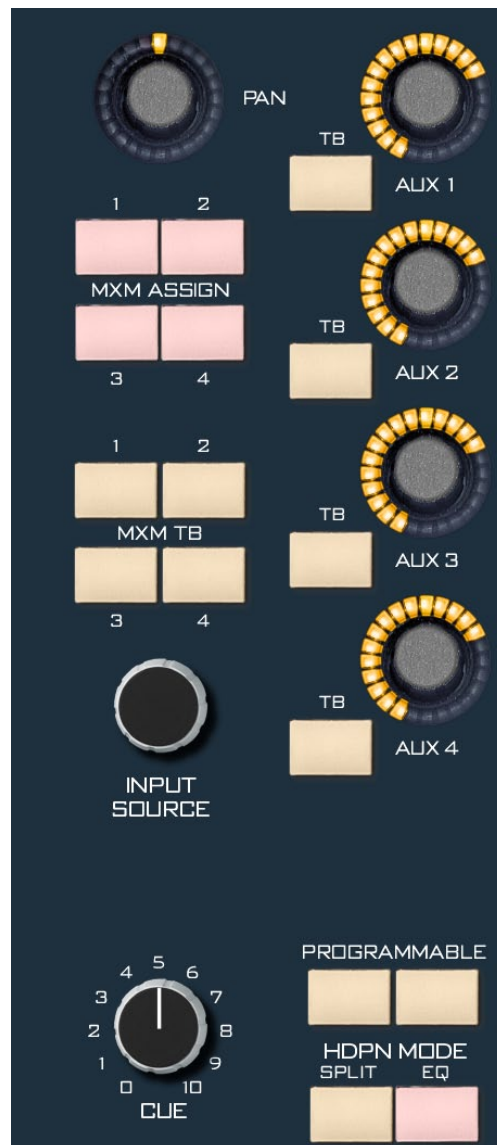 PAN
TB
AUX 1
1 2
MXM ASSIGN
3 4
TB
AUX 2
1 2
MXM TB
3 4
TB
AUX 3
TB
AUX 4
INPUT
SOURCE
0 1 2 3 4 5 6 7 8 9 10
CUE
PROGRAMMABLE
HDPN MODE
SPLIT EQ